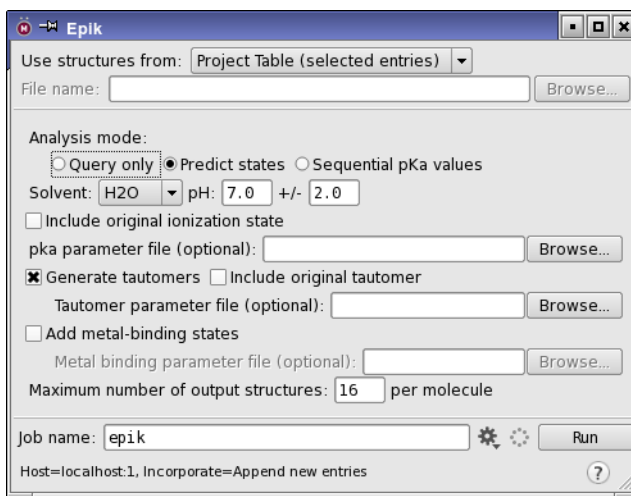 Epik
Use structures from: Project Table (selected entries)
File name: Browse...
Analysis mode:
Query only Predict states Sequential pKa values
Solvent: H2O pH: 7.0 +/- 2.0
Include original ionization state
pka parameter file (optional): Browse...
Generate tautomers Include original tautomer
Tautomer parameter file (optional): Browse...
Add metal-binding states
Metal binding parameter file (optional): Browse...
Maximum number of output structures: 16 per molecule
Job name: epik Run
Host=localhost:1, Incorporate=Append new entries ?